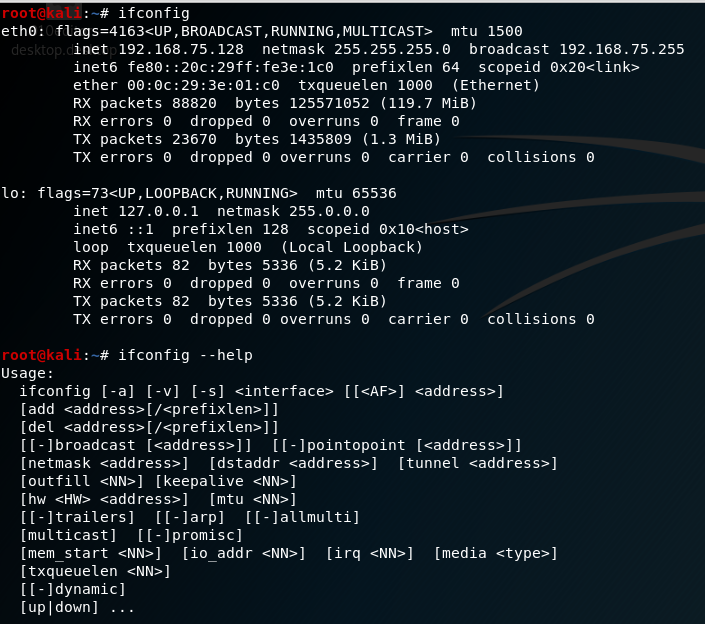 root@kali:~# ifconfig
eth0: flags=4163<UP,BROADCAST,RUNNING,MULTICAST>  mtu 1500
        inet 192.168.75.128  netmask 255.255.255.0  broadcast 192.168.75.255
        inet6 fe80::20c:29ff:fe3e:1c0  prefixlen 64  scopeid 0x20<link>
        ether 00:0c:29:3e:01:c0  txqueuelen 1000  (Ethernet)
        RX packets 88820  bytes 125571052 (119.7 MiB)
        RX errors 0  dropped 0  overruns 0  frame 0
        TX packets 23670  bytes 1435809 (1.3 MiB)
        TX errors 0  dropped 0 overruns 0  carrier 0  collisions 0

lo: flags=73<UP,LOOPBACK,RUNNING>  mtu 65536
        inet 127.0.0.1  netmask 255.0.0.0
        inet6 ::1  prefixlen 128  scopeid 0x10<host>
        loop  txqueuelen 1000  (Local Loopback)
        RX packets 82  bytes 5336 (5.2 KiB)
        RX errors 0  dropped 0  overruns 0  frame 0
        TX packets 82  bytes 5336 (5.2 KiB)
        TX errors 0  dropped 0 overruns 0  carrier 0  collisions 0

root@kali:~# ifconfig --help
Usage:
  ifconfig [-a] [-v] [-s] <interface> [[<AF>] <address>]
  [add <address>[/<prefixlen>]]
  [del <address>[/<prefixlen>]]
  [[-]broadcast [<address>]]  [[-]pointopoint [<address>]]
  [netmask <address>]  [dstaddr <address>]  [tunnel <address>]
  [outfill <NN>] [keepalive <NN>]
  [hw <HW> <address>]  [mtu <NN>]
  [[-]trailers]  [[-]arp]  [[-]allmulti]
  [multicast]  [[-]promisc]
  [mem_start <NN>]  [io_addr <NN>]  [irq <NN>]  [media <type>]
  [txqueuelen <NN>]
  [[-]dynamic]
  [up|down] ...